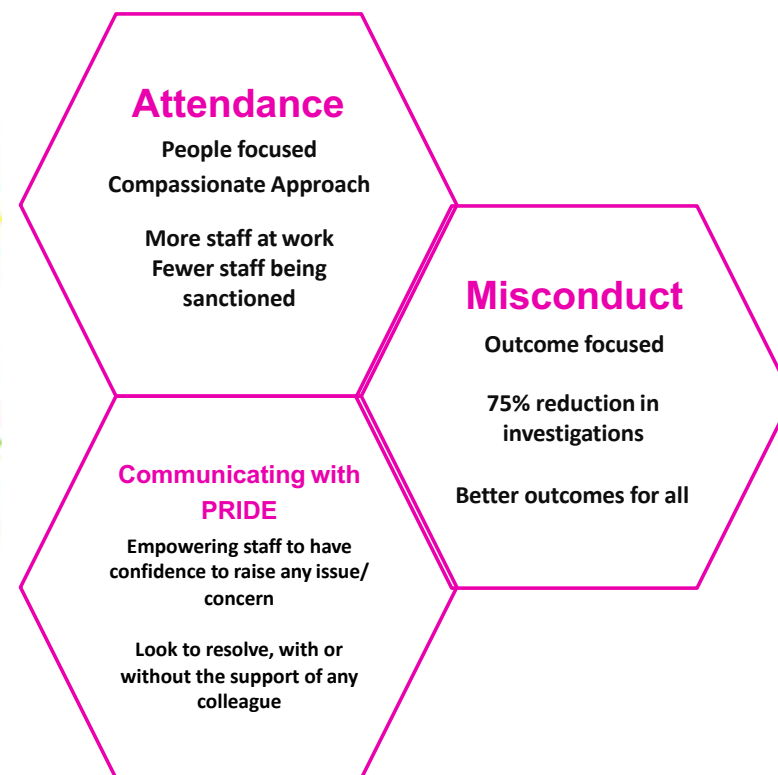 Attendance
People focused
Compassionate Approach
More staff at work
Fewer staff being
sanctioned
Misconduct
Outcome focused
75% reduction in
investigations
Better outcomes for all
Communicating with
PRIDE
Empowering staff to have
confidence to raise any issue/
concern
Look to resolve, with or
without the support of any
colleague